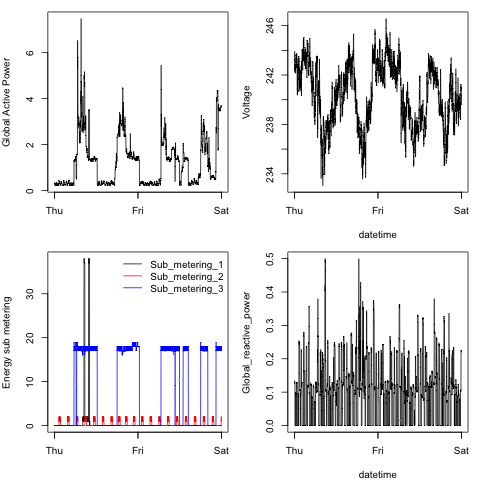 Global Active Power
0 2 4 6
Thu Fri Sat
Voltage
234 238 242 246
Thu Fri Sat
datetime
Energy sub metering
0 10 20 30
Sub_metering_1
Sub_metering_2
Sub_metering_3
Thu Fri Sat
Global_reactive_power
0.0 0.1 0.2 0.3 0.4 0.5
Thu Fri Sat
datetime